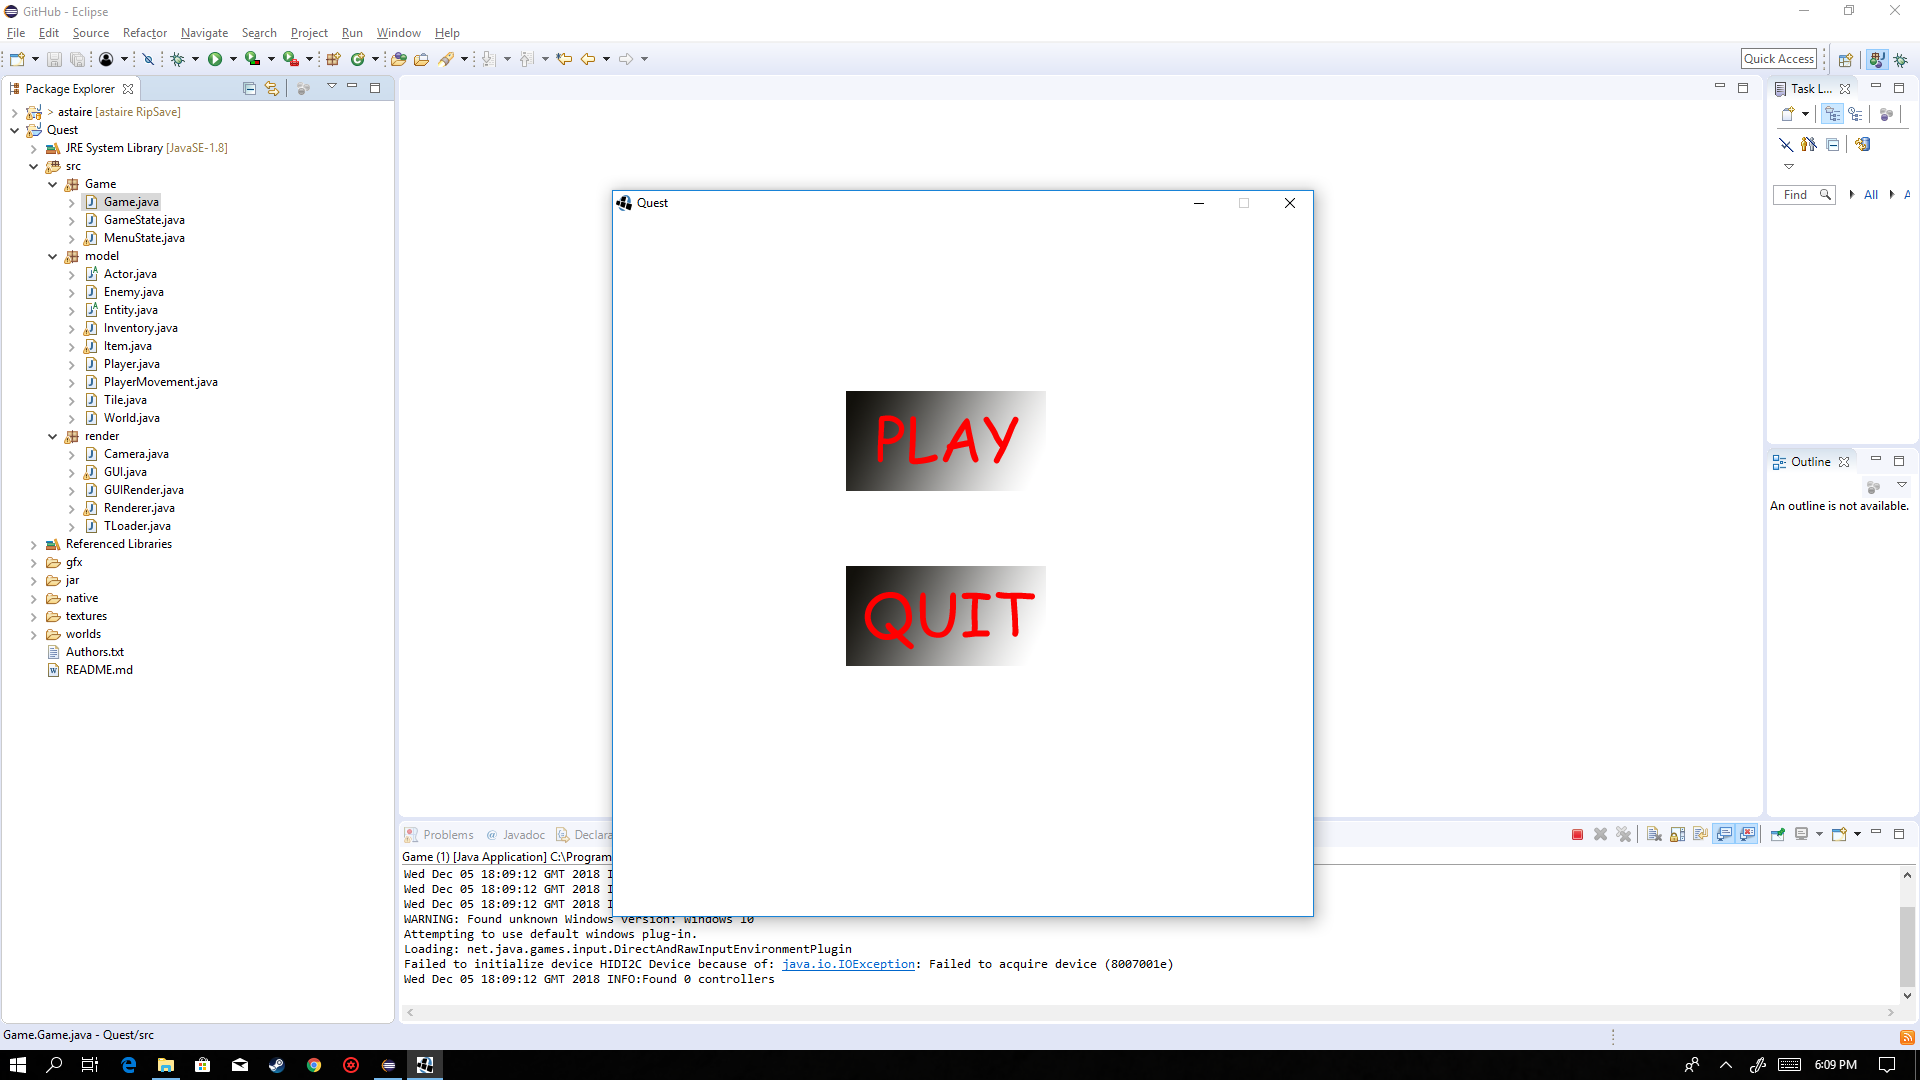 GitHub - Eclipse
File Edit Source Refactor Navigate Search Project Run Window Help
Quick Access
Package Explorer
> astaire [astaire RipSave]
Quest
JRE System Library [JavaSE-1.8]
src
Game
Game.java
GameState.java
MenuState.java
model
Actor.java
Enemy.java
Entity.java
Inventory.java
Item.java
Player.java
PlayerMovement.java
Tile.java
World.java
render
Camera.java
GUI.java
GUIRender.java
Renderer.java
TLoader.java
Referenced Libraries
gfx
jar
native
textures
worlds
Authors.txt
README.md
Quest
PLAY
QUIT
Task L...
Find All
Outline
An outline is not available.
Problems @ Javadoc Declara
Game (1) [Java Application] C:\Program
Wed Dec 05 18:09:12 GMT 2018 I
Wed Dec 05 18:09:12 GMT 2018 I
Wed Dec 05 18:09:12 GMT 2018 I
WARNING: Found unknown Windows version: Windows 10
Attempting to use default windows plug-in.
Loading: net.java.games.input.DirectAndRawInputEnvironmentPlugin
Failed to initialize device HIDI2C Device because of: java.io.IOException: Failed to acquire device (8007001e)
Wed Dec 05 18:09:12 GMT 2018 INFO:Found 0 controllers
Game.Game.java - Quest/src
6:09 PM